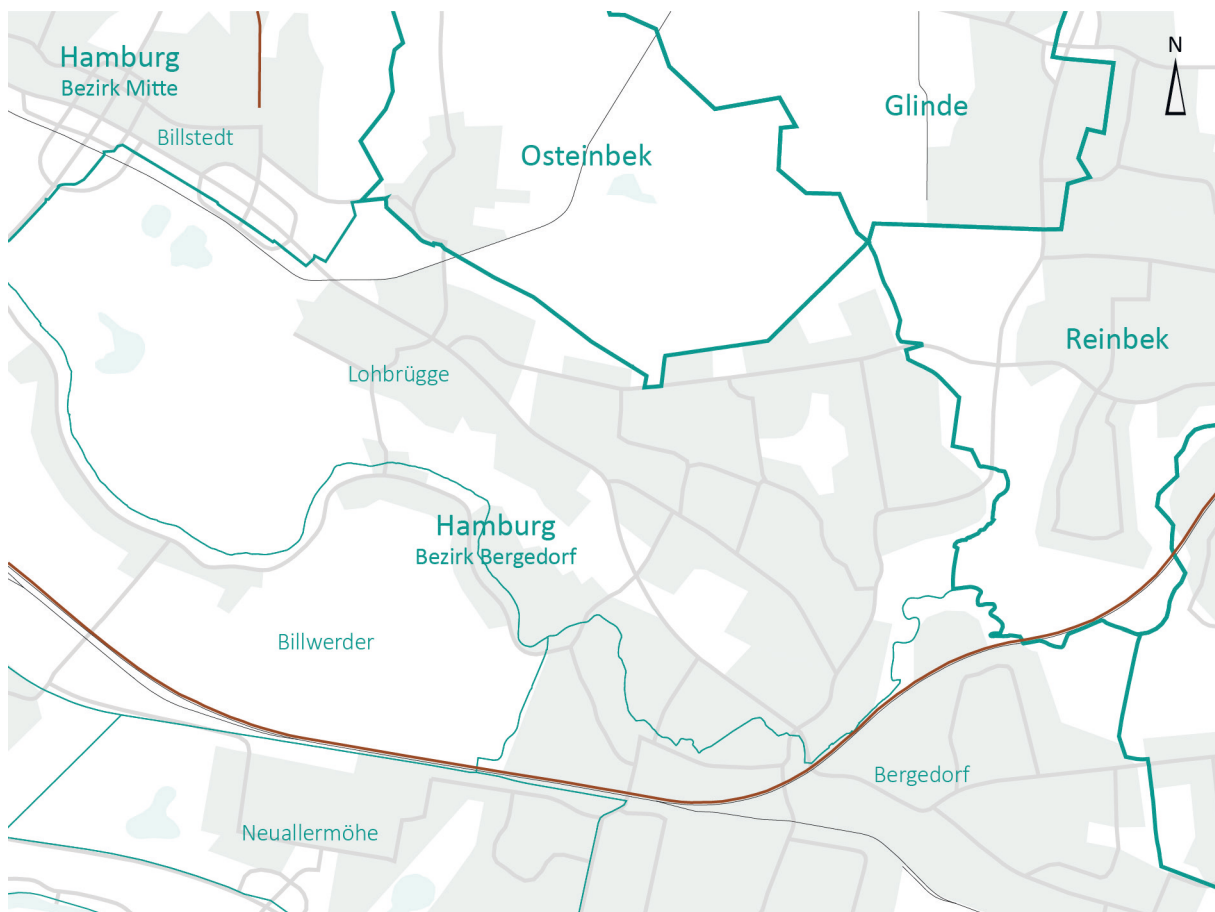 Hamburg
Bezirk Mitte
Billstedt
N
Glinde
Osteinbek
Reinbek
Lohbrügge
Hamburg
Bezirk Bergedorf
Billwerder
Bergedorf
Neuallermöhe